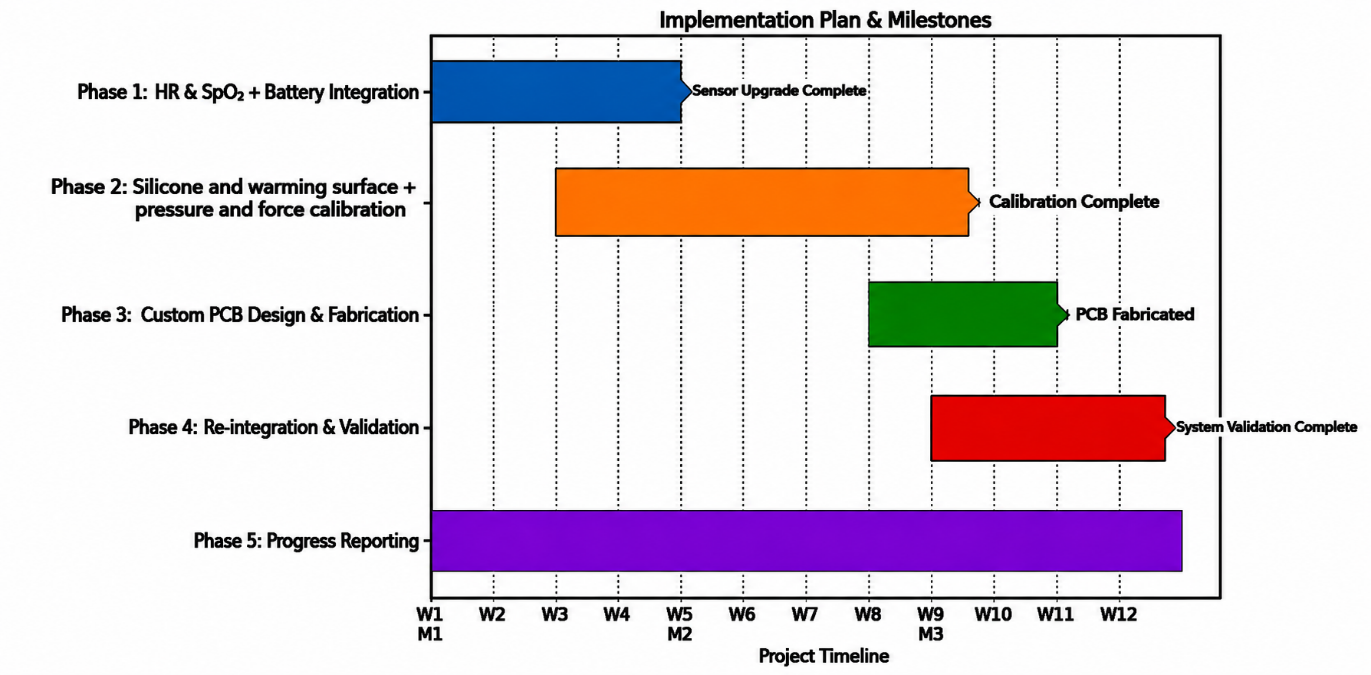 Implementation Plan & Milestones
Phase 1: HR & SpO₂ + Battery Integration
Sensor Upgrade Complete
Phase 2: Silicone and warming surface +
pressure and force calibration
Calibration Complete
Phase 3: Custom PCB Design & Fabrication
PCB Fabricated
Phase 4: Re-integration & Validation
System Validation Complete
Phase 5: Progress Reporting
W1 W2 W3 W4 W5 W6 W7 W8 W9 W10 W11 W12
M1 M2 M3
Project Timeline